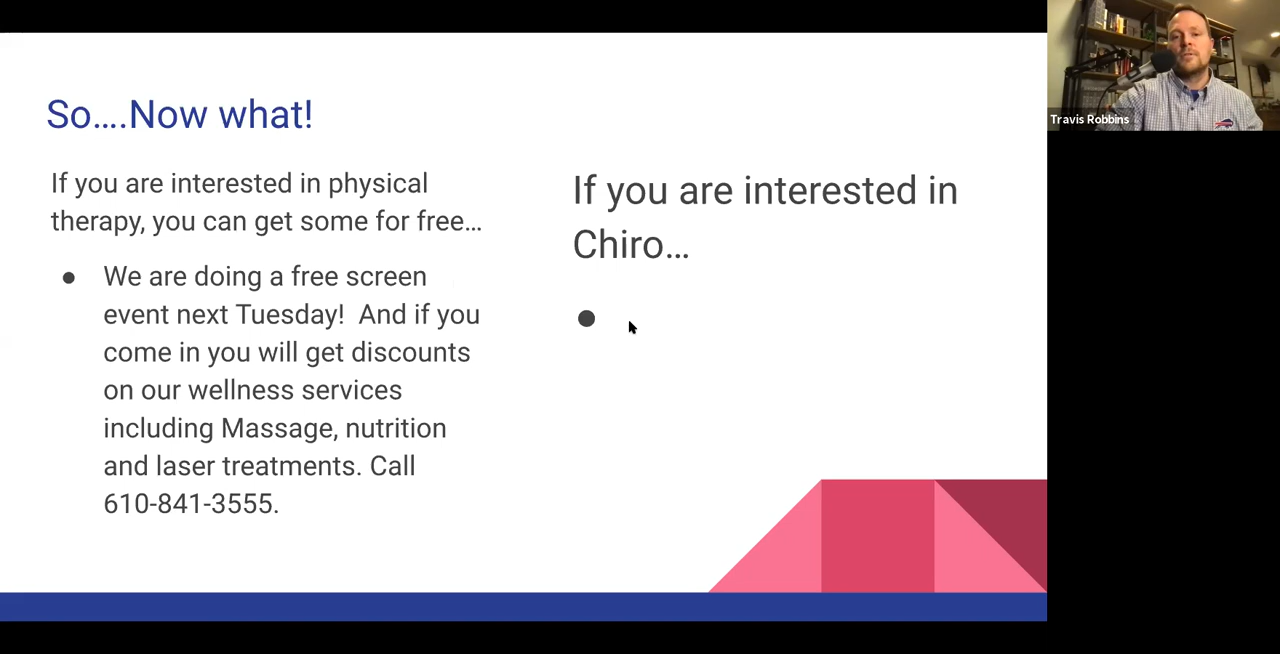 So....Now what!
If you are interested in physical
therapy, you can get some for free...
● We are doing a free screen
event next Tuesday!  And if you
come in you will get discounts
on our wellness services
including Massage, nutrition
and laser treatments. Call
610-841-3555.
If you are interested in
Chiro...
●
Travis Robbins